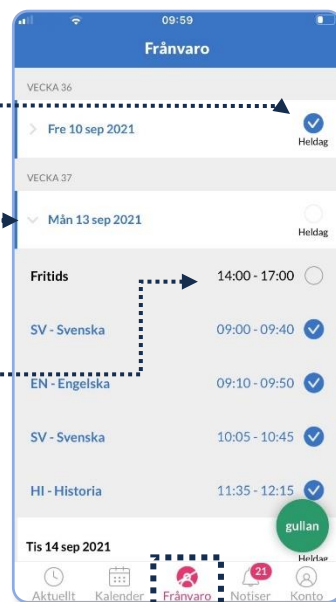 09:59
Frånvaro
VECKA 36
Fre 10 sep 2021
Heldag
VECKA 37
Mån 13 sep 2021
Heldag
Fritids 14:00 - 17:00
SV - Svenska 09:00 - 09:40
EN - Engelska 09:10 - 09:50
SV - Svenska 10:05 - 10:45
HI - Historia 11:35 - 12:15
gullan
Tis 14 sep 2021
Heldag
21
Aktuellt Kalender Frånvaro Notiser Konto